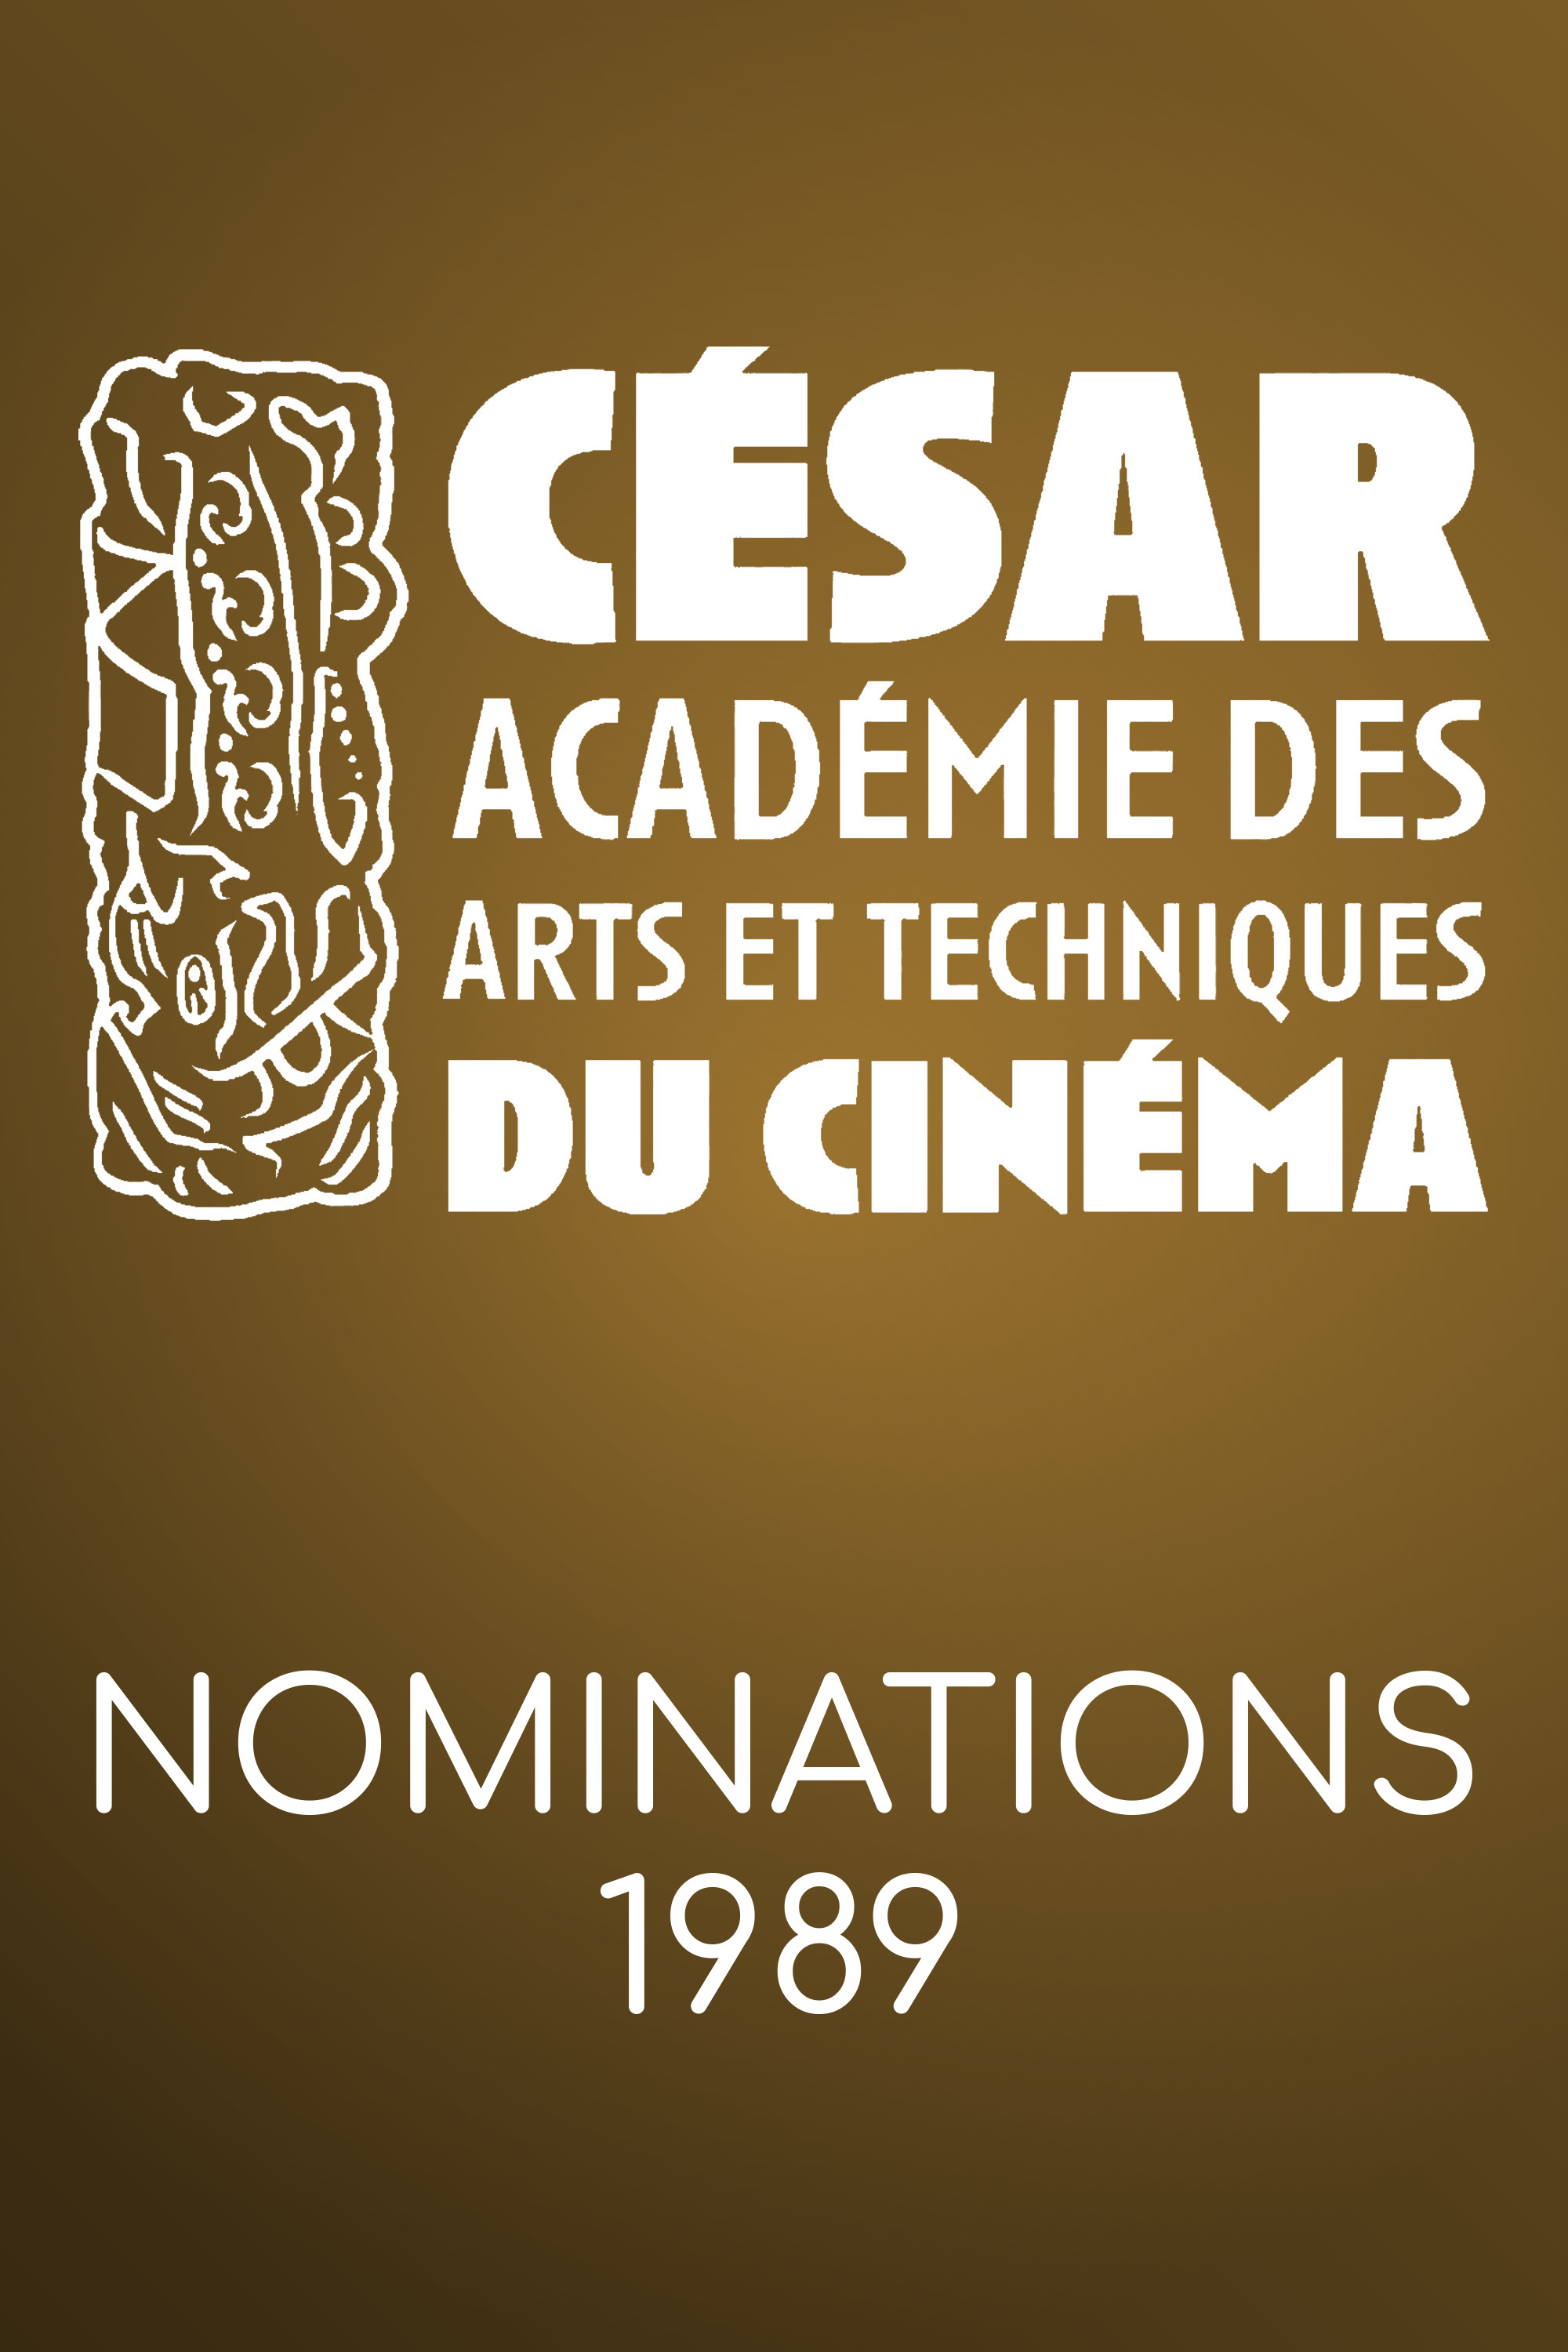 CÉSAR
ACADÉMIE DES
ARTS ET TECHNIQUES
DU CINÉMA
NOMINATIONS
1989